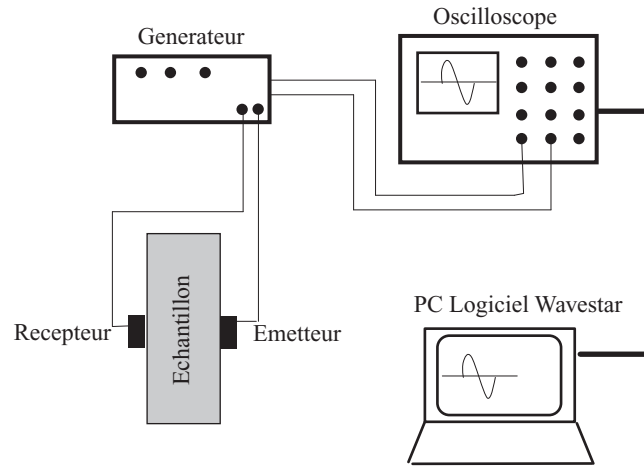 Oscilloscope
Generateur
Echantillon
Recepteur
Emetteur
PC Logiciel Wavestar